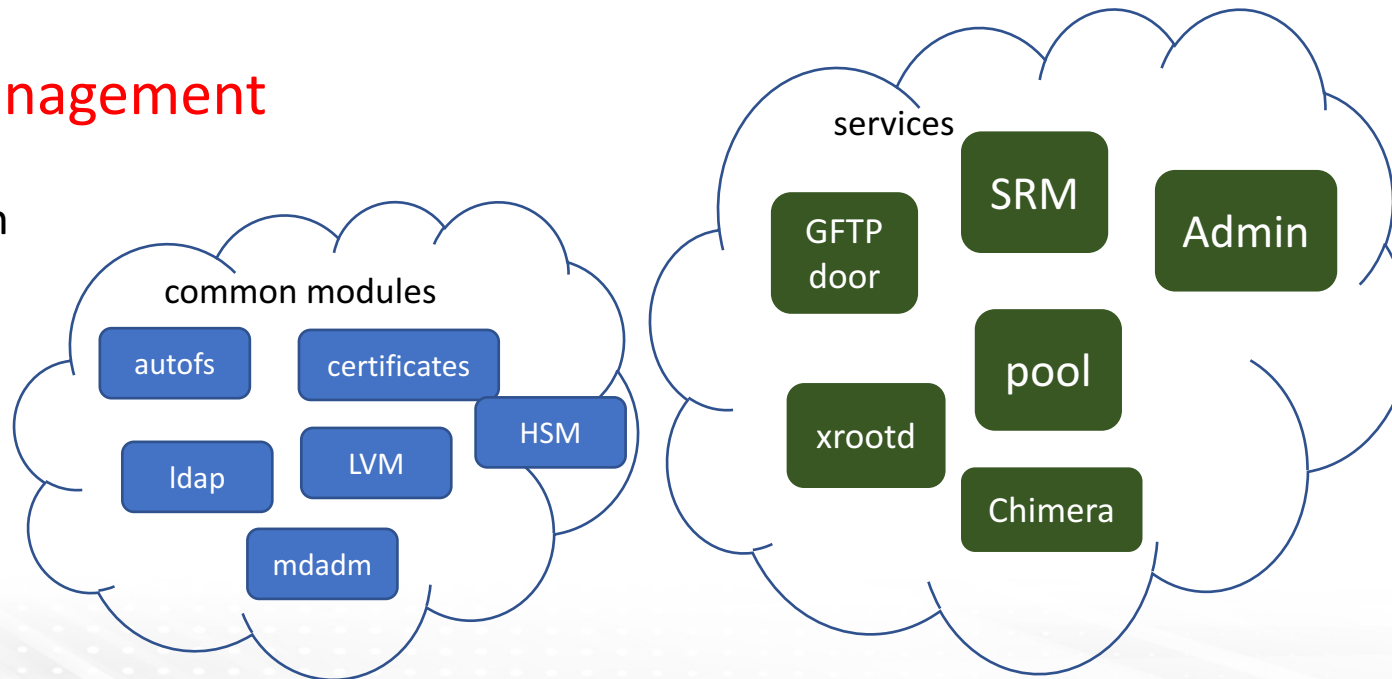 nagement
n
common modules
autofs
certificates
HSM
ldap
LVM
mdadm
services
SRM
Admin
GFTP
door
pool
xrootd
Chimera